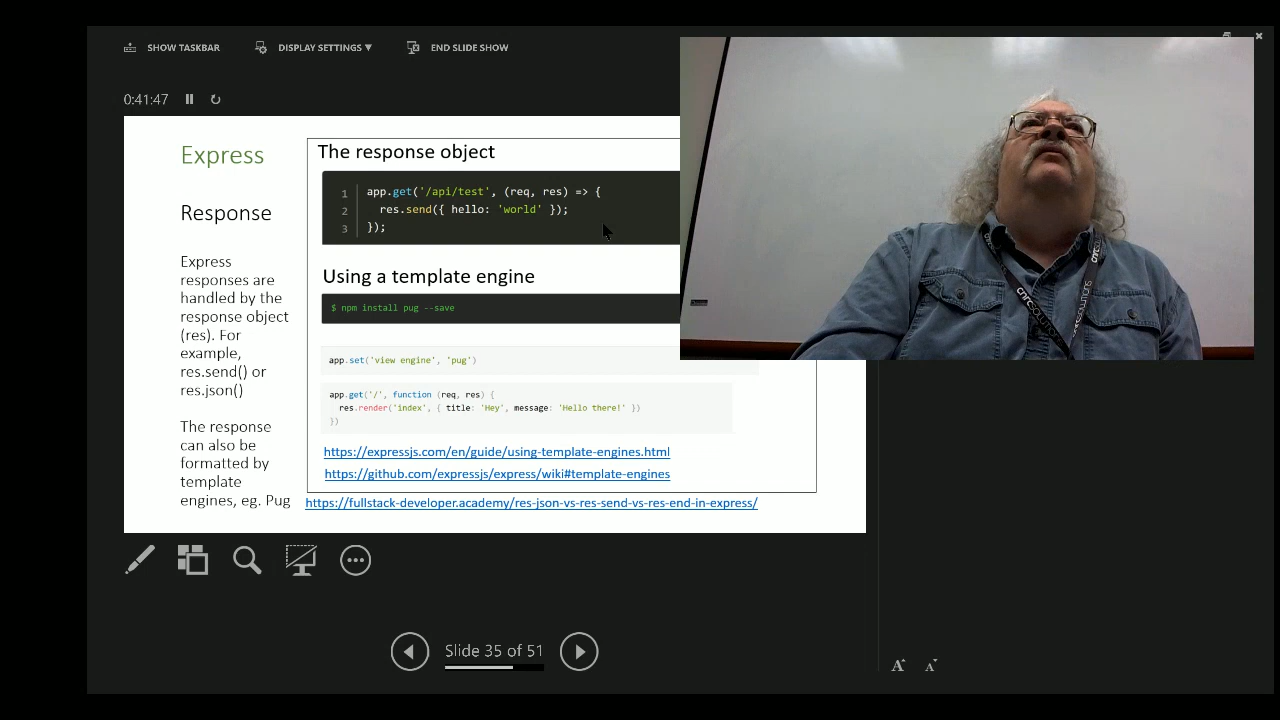 SHOW TASKBAR DISPLAY SETTINGS ▼ END SLIDE SHOW
0:41:47
Express
Response
Express
responses are
handled by the
response object
(res). For
example,
res.send() or
res.json()
The response
can also be
formatted by
template
engines, eg. Pug
The response object
1 app.get('/api/test', (req, res) => {
2 res.send({ hello: 'world' });
3 });
Using a template engine
$ npm install pug --save
app.set('view engine', 'pug')
app.get('/', function (req, res) {
res.render('index', { title: 'Hey', message: 'Hello there!' })
})
https://expressjs.com/en/guide/using-template-engines.html
https://github.com/expressjs/express/wiki#template-engines
https://fullstack-developer.academy/res-json-vs-res-send-vs-res-end-in-express/
Slide 35 of 51
A A